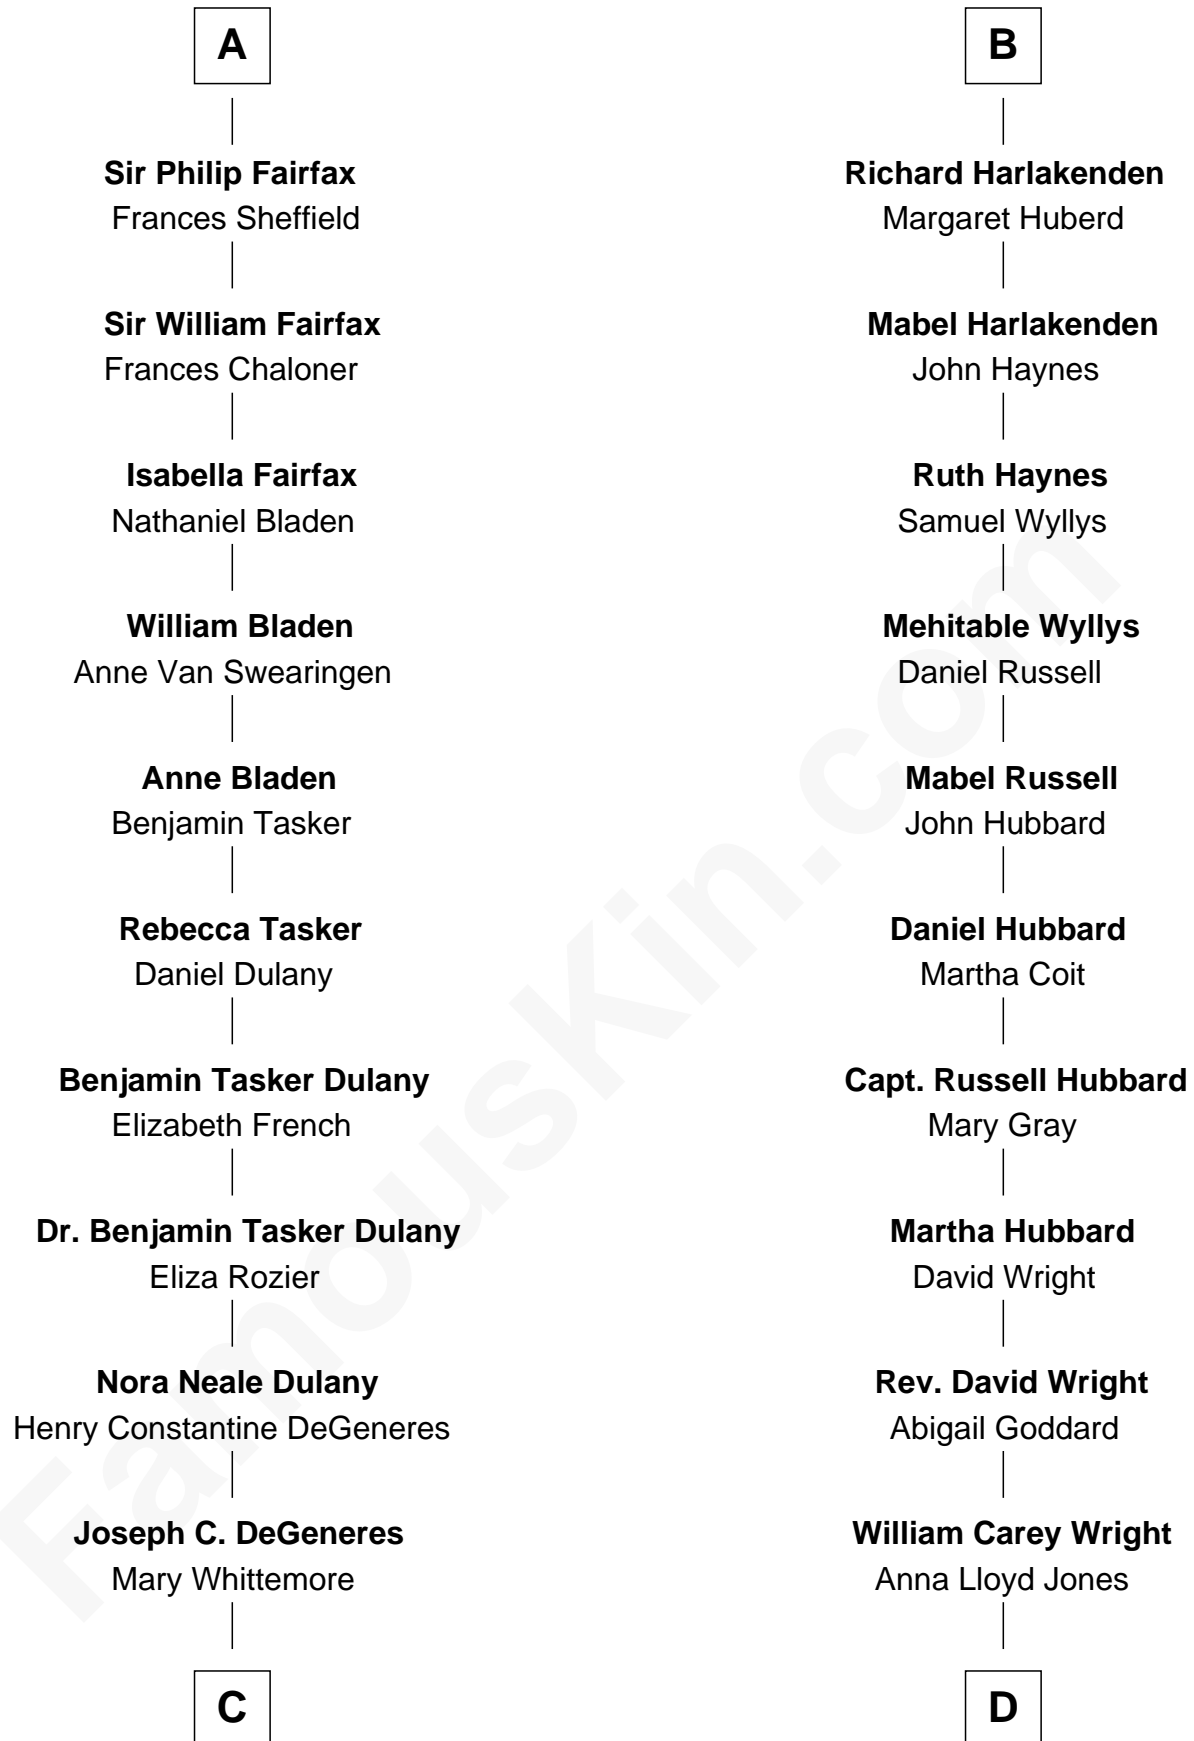 A
Sir Philip Fairfax
Frances Sheffield
Sir William Fairfax
Frances Chaloner
Isabella Fairfax
Nathaniel Bladen
William Bladen
Anne Van Swearingen
Anne Bladen
Benjamin Tasker
Rebecca Tasker
Daniel Dulany
Benjamin Tasker Dulany
Elizabeth French
Dr. Benjamin Tasker Dulany
Eliza Rozier
Nora Neale Dulany
Henry Constantine DeGeneres
Joseph C. DeGeneres
Mary Whittemore
C
B
Richard Harlakenden
Margaret Huberd
Mabel Harlakenden
John Haynes
Ruth Haynes
Samuel Wyllys
Mehitable Wyllys
Daniel Russell
Mabel Russell
John Hubbard
Daniel Hubbard
Martha Coit
Capt. Russell Hubbard
Mary Gray
Martha Hubbard
David Wright
Rev. David Wright
Abigail Goddard
William Carey Wright
Anna Lloyd Jones
D
FamousKin.com